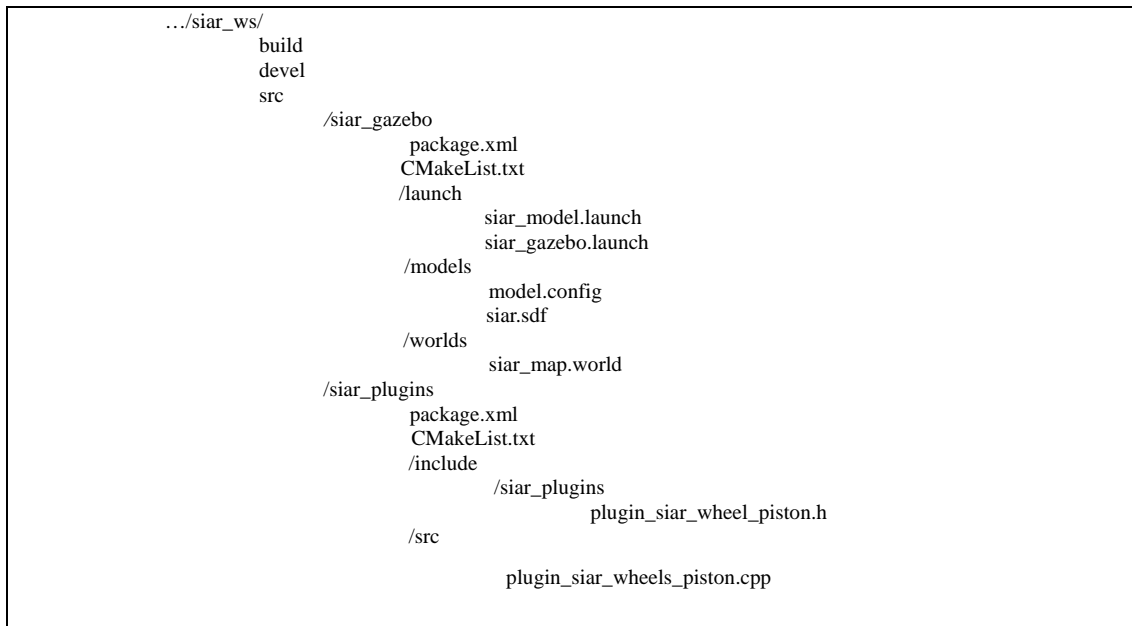 …/siar_ws/
build
devel
src
/siar_gazebo
package.xml
CMakeList.txt
/launch
siar_model.launch
siar_gazebo.launch
/models
model.config
siar.sdf
/worlds
siar_map.world
/siar_plugins
package.xml
CMakeList.txt
/include
/siar_plugins
plugin_siar_wheel_piston.h
/src
plugin_siar_wheels_piston.cpp